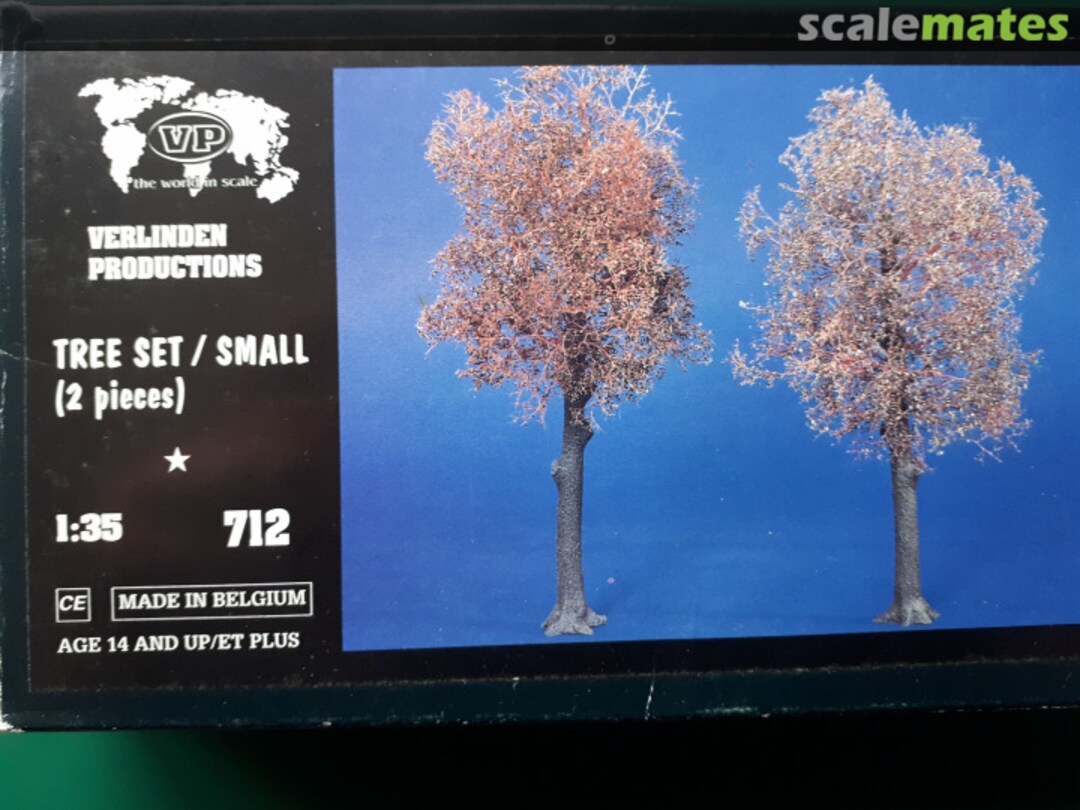 scalemates
VP
the world in scale
VERLINDEN
PRODUCTIONS
TREE SET / SMALL
(2 pieces)
1:35
712
CE
MADE IN BELGIUM
AGE 14 AND UP/ET PLUS